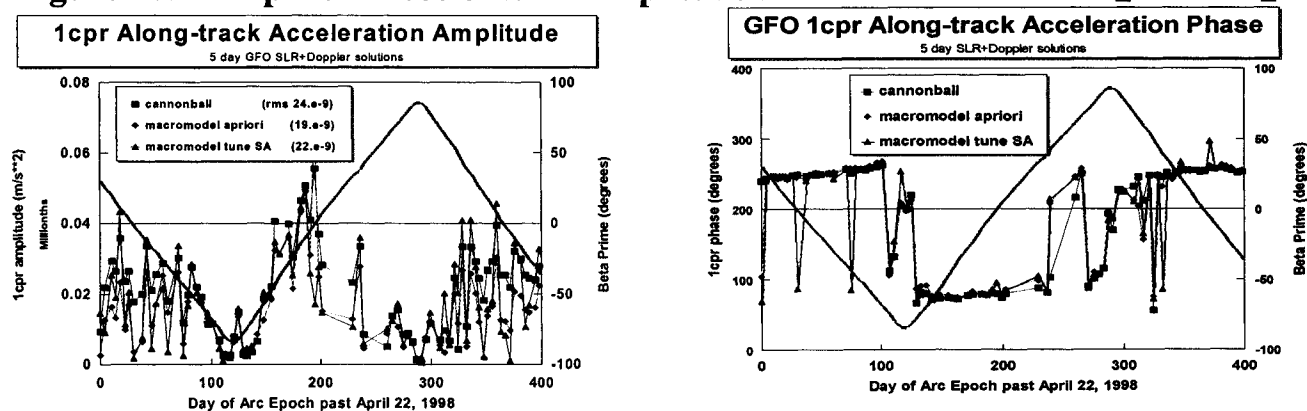 1cpr Along-track Acceleration Amplitude
5 day GFO SLR+Doppler solutions
0.08
0.06
0.04
0.02
0
100
50
0
-50
-100
1cpr amplitude (m/s**2)
Millionths
Beta Prime (degrees)
cannonball (rms 24.e-9)
macromodel apriori (19.e-9)
macromodel tune SA (22.e-9)
0 100 200 300 400
Day of Arc Epoch past April 22, 1998
GFO 1cpr Along-track Acceleration Phase
5 day SLR+Doppler solutions
400
300
200
100
0
100
50
0
-50
-100
1cpr phase (degrees)
Beta Prime (degrees)
cannonball
macromodel apriori
macromodel tune SA
0 100 200 300 400
Day of Arc Epoch past April 22, 1998